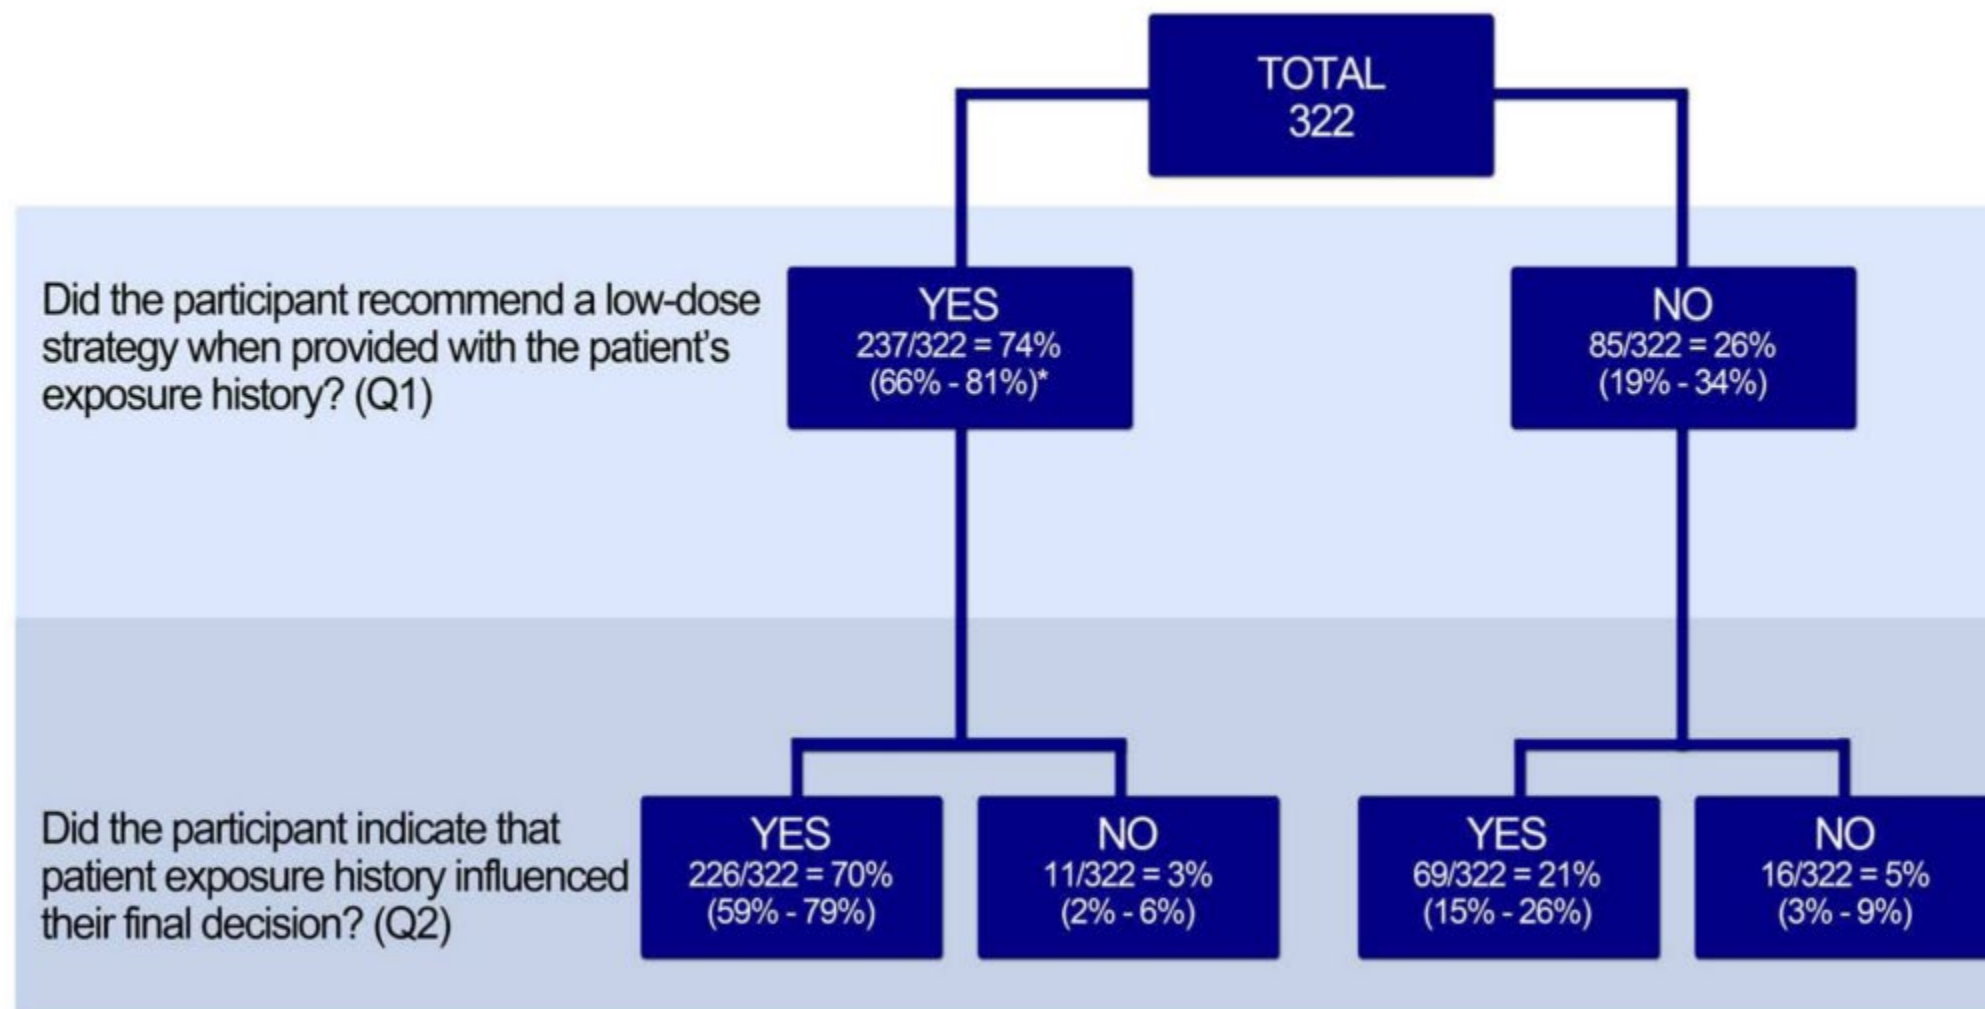 TOTAL
322
Did the participant recommend a low-dose
strategy when provided with the patient's
exposure history? (Q1)
YES
237/322 = 74%
(66% - 81%)*
NO
85/322 = 26%
(19% - 34%)
Did the participant indicate that
patient exposure history influenced
their final decision? (Q2)
YES
226/322 = 70%
(59% - 79%)
NO
11/322 = 3%
(2% - 6%)
YES
69/322 = 21%
(15% - 26%)
NO
16/322 = 5%
(3% - 9%)